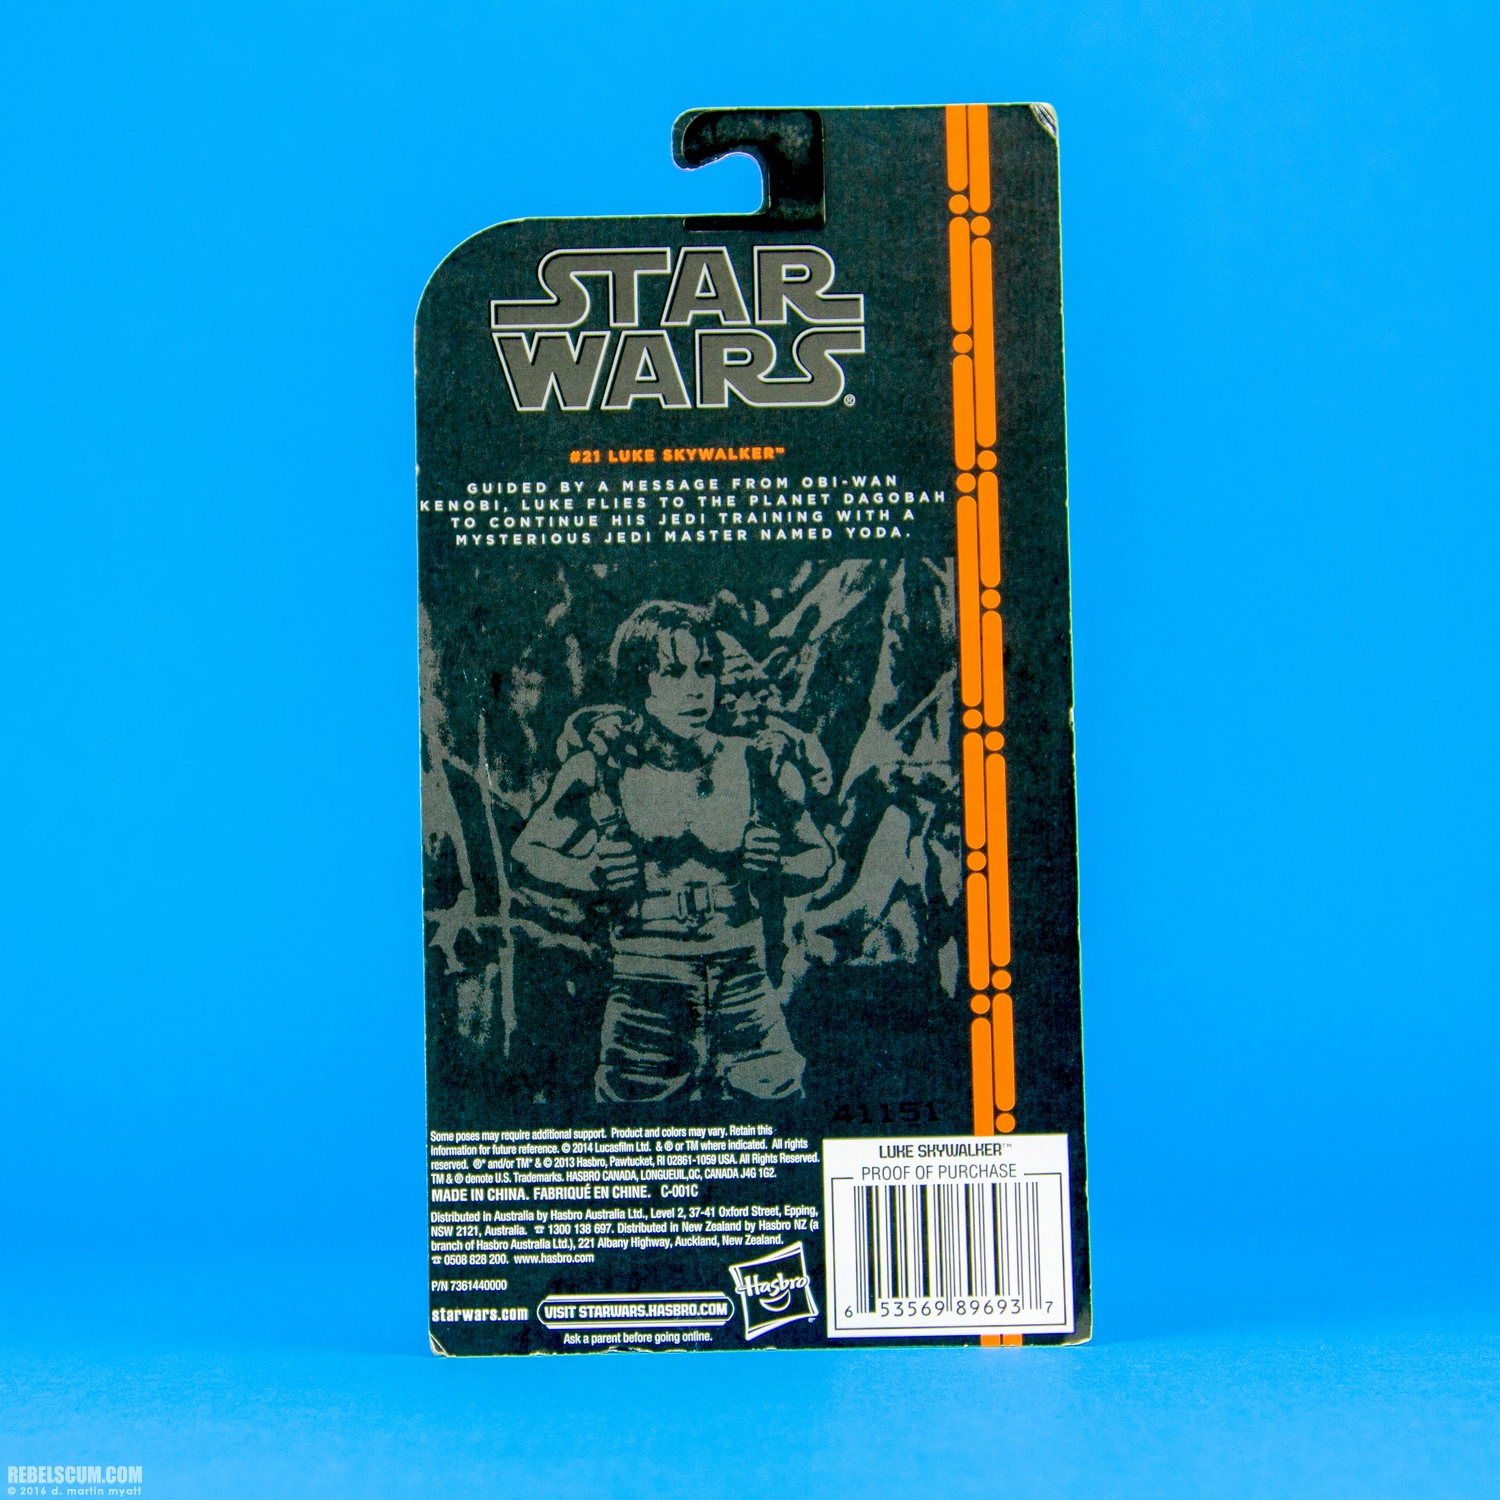 STAR
WARS®
#21 LUKE SKYWALKER™
GUIDED BY A MESSAGE FROM OBI-WAN
KENOBI, LUKE FLIES TO THE PLANET DAGOBAH
TO CONTINUE HIS JEDI TRAINING WITH A
MYSTERIOUS JEDI MASTER NAMED YODA.
41151
Some poses may require additional support. Product and colors may vary. Retain this
information for future reference. © 2014 Lucasfilm Ltd. & ® or TM where indicated. All rights
reserved. ®* and/or TM* & © 2013 Hasbro, Pawtucket, RI 02861-1059 USA. All Rights Reserved.
TM & ® denote U.S. Trademarks. HASBRO CANADA, LONGUEUIL,QC, CANADA J4G 1G2.
MADE IN CHINA. FABRIQUÉ EN CHINE. C-001C
Distributed in Australia by Hasbro Australia Ltd., Level 2, 37-41 Oxford Street, Epping,
NSW 2121, Australia. ☎ 1300 138 697. Distributed in New Zealand by Hasbro NZ (a
branch of Hasbro Australia Ltd.), 221 Albany Highway, Auckland, New Zealand.
☎ 0508 828 200. www.hasbro.com
P/N 7361440000
starwars.com VISIT STARWARS.HASBRO.COM
Ask a parent before going online.
Hasbro®
LUKE SKYWALKER™
PROOF OF PURCHASE
6 53569 89693 7
REBELSCUM.COM
© 2016 d. martin myatt